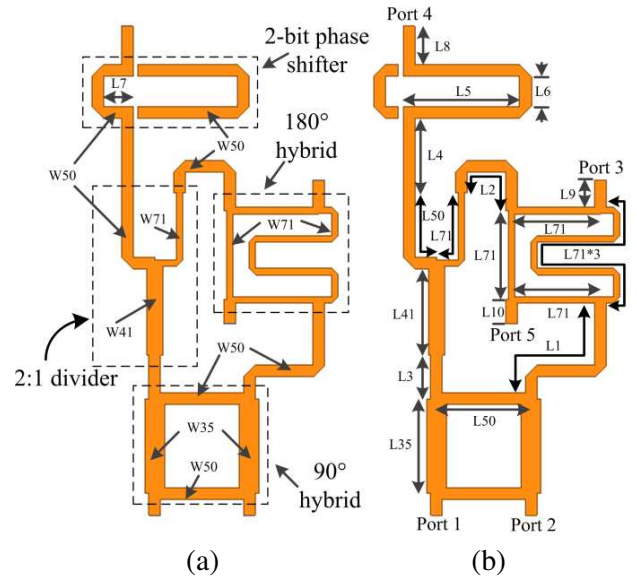 2-bit phase
shifter
L7
W50
W50
W50
180°
hybrid
W71
W71
W41
2:1 divider
W50
W35
W50
90°
hybrid
(a)
Port 4
L8
L5
L6
L4
Port 3
L2
L9
L50
L71
L71
L71
L71*3
L10
L71
Port 5
L41
L1
L3
L50
L35
Port 1
Port 2
(b)